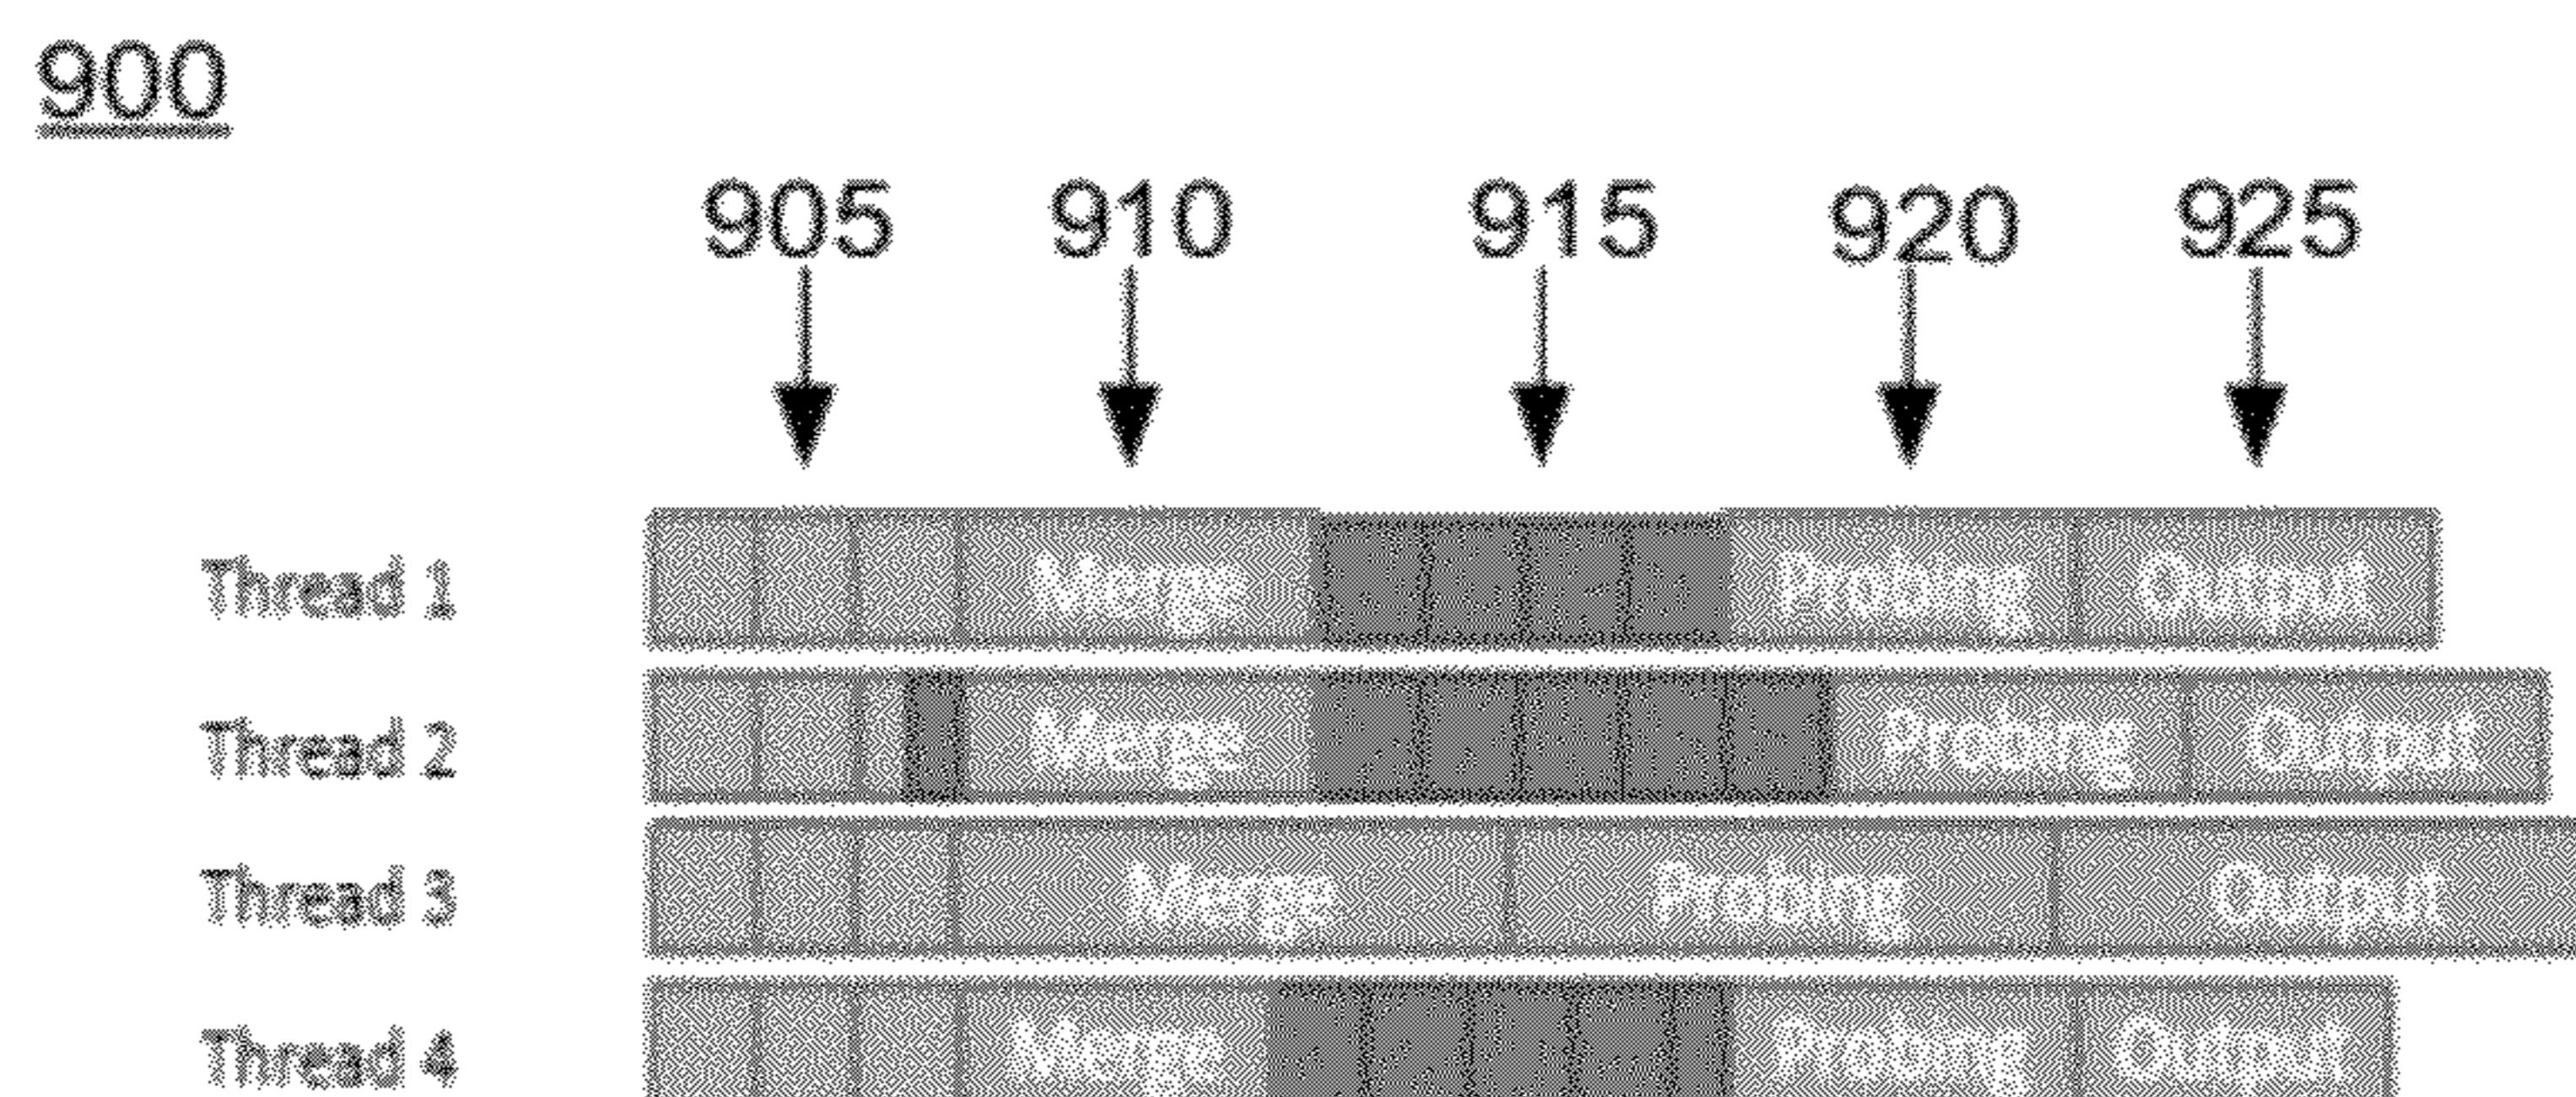 900
905 910 915 920 925
Thread 1 Merge Probing Output
Thread 2 Merge Probing Output
Thread 3 Merge Probing Output
Thread 4 Merge Probing Output